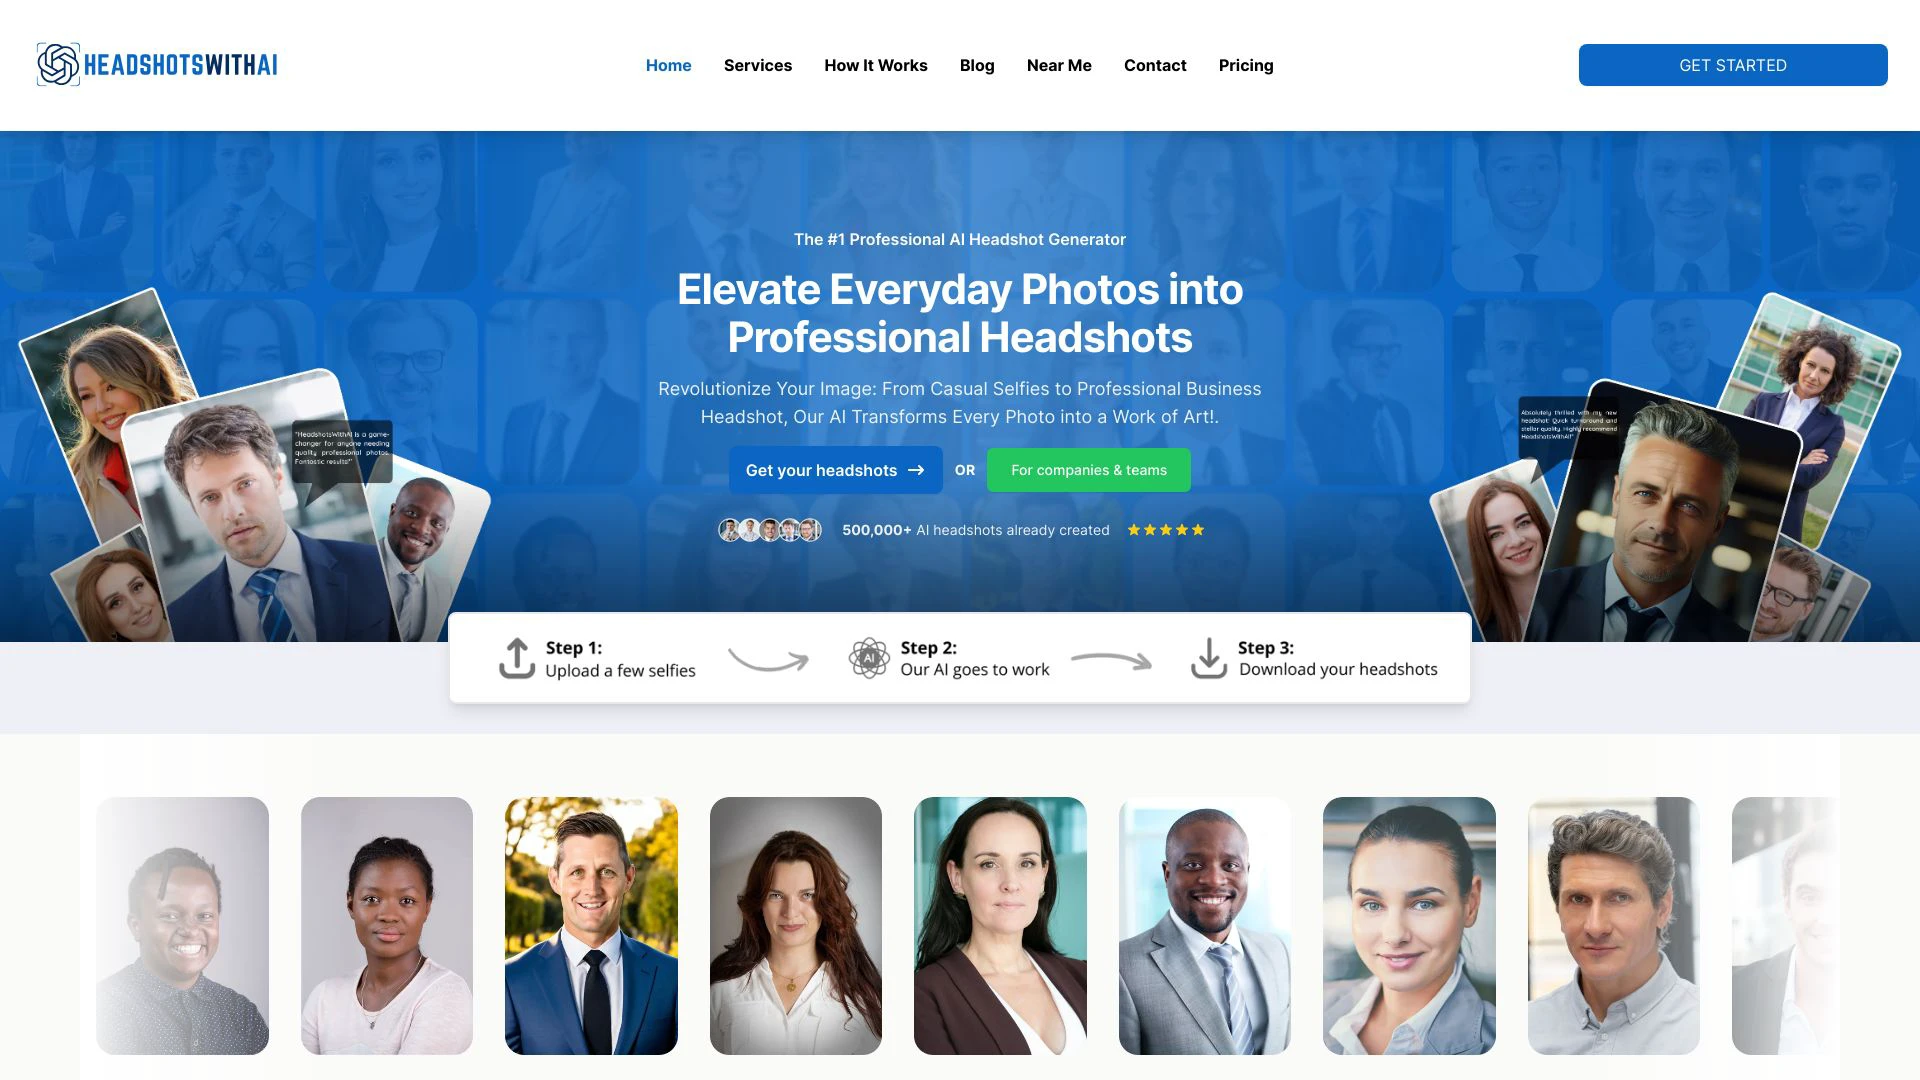 HEADSHOTSWITHAI
Home
Services
How It Works
Blog
Near Me
Contact
Pricing
GET STARTED
The #1 Professional AI Headshot Generator
Elevate Everyday Photos into
Professional Headshots
Revolutionize Your Image: From Casual Selfies to Professional Business
Headshot, Our AI Transforms Every Photo into a Work of Art!.
Get your headshots
OR
For companies & teams
500,000+ AI headshots already created
"HeadshotsWithAI is a game-
changer for anyone needing
quality professional photos.
Fantastic results!"
Absolutely thrilled with my new
headshot! Quick turnaround and
stellar quality. Highly recommend
HeadshotsWithAI!"
Step 1:
Upload a few selfies
AI
Step 2:
Our AI goes to work
Step 3:
Download your headshots